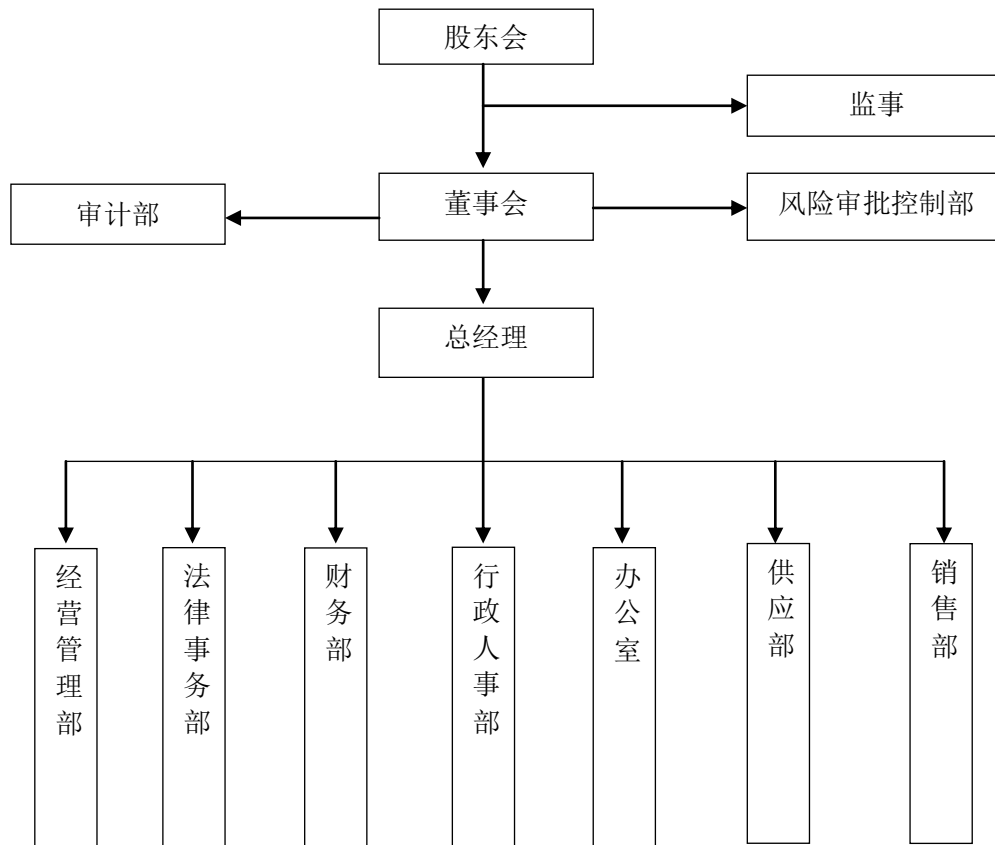 股东会
监事
审计部
董事会
风险审批控制部
总经理
经营管理部
法律事务部
财务部
行政人事部
办公室
供应部
销售部